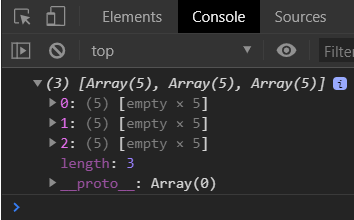 Elements Console Sources
top Filter
(3) [Array(5), Array(5), Array(5)] i
0: (5) [empty × 5]
1: (5) [empty × 5]
2: (5) [empty × 5]
length: 3
__proto__: Array(0)